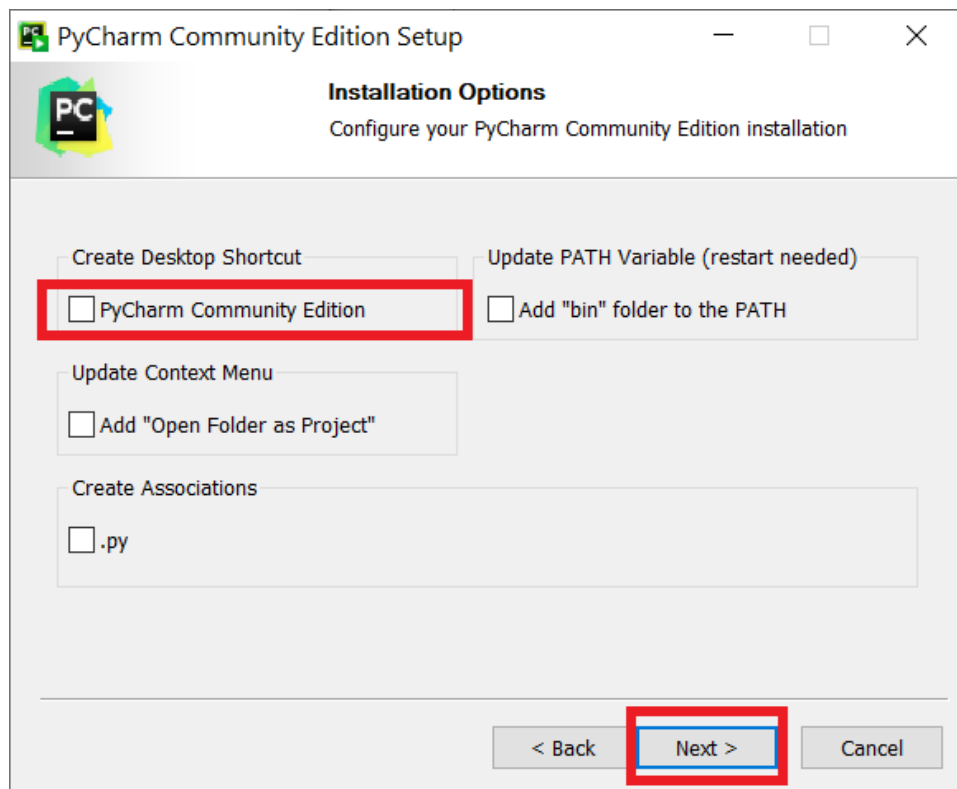 PyCharm Community Edition Setup
PC
Installation Options
Configure your PyCharm Community Edition installation
Create Desktop Shortcut
PyCharm Community Edition
Update PATH Variable (restart needed)
Add "bin" folder to the PATH
Update Context Menu
Add "Open Folder as Project"
Create Associations
.py
< Back
Next >
Cancel